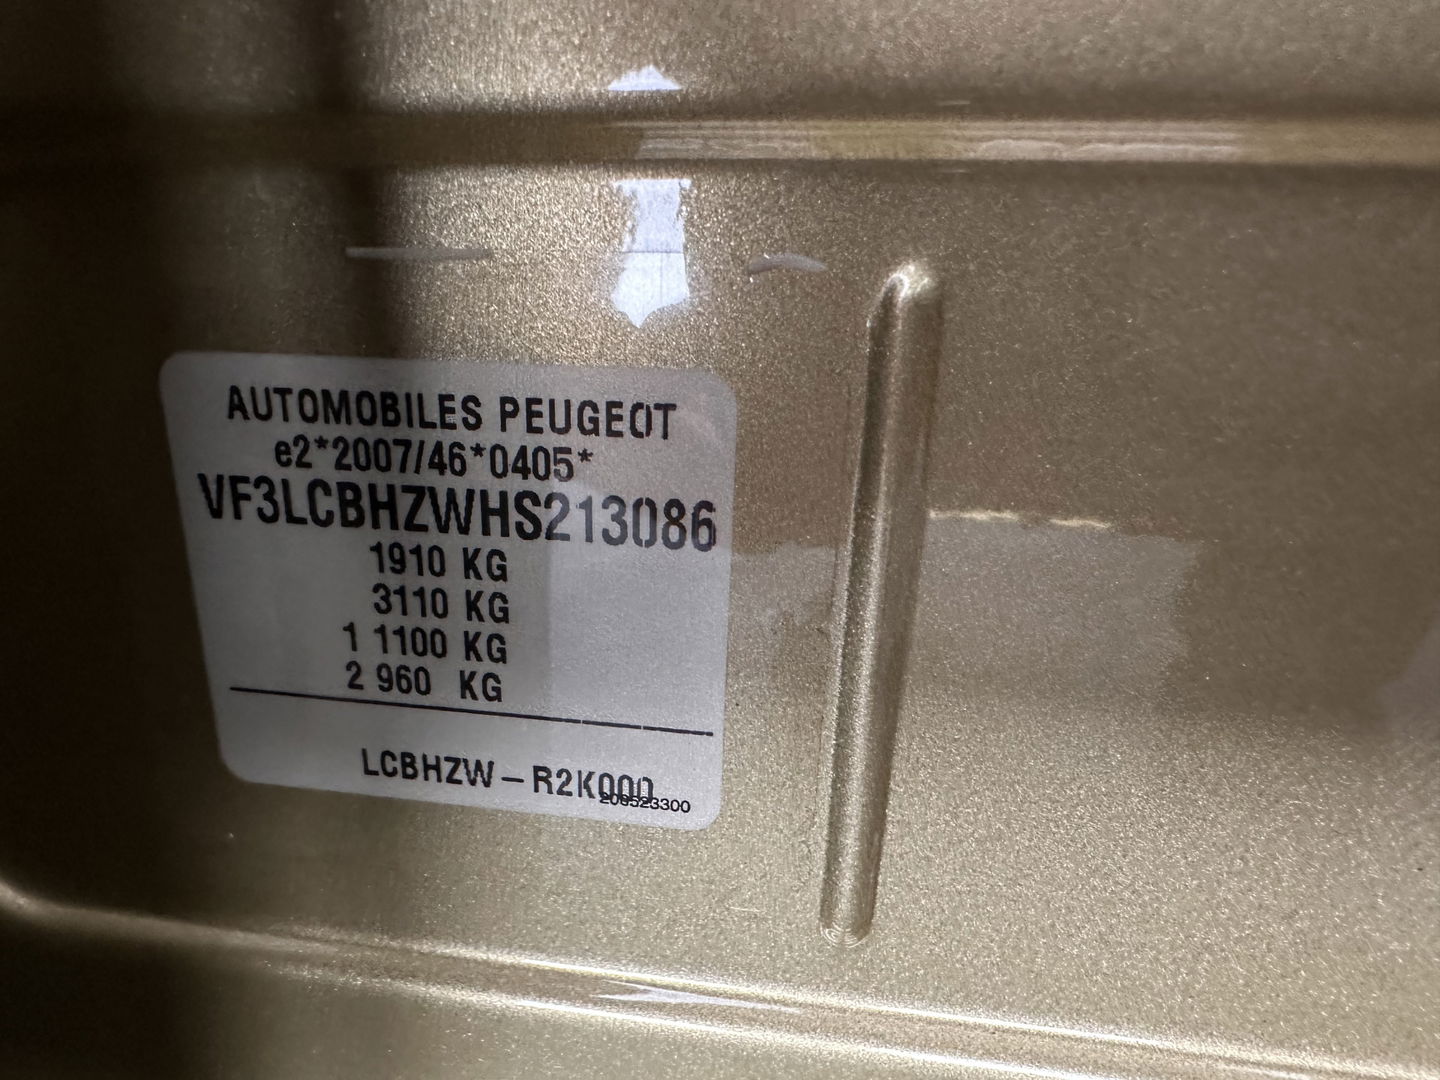 AUTOMOBILES PEUGEOT
e2*2007/46*0405*
VF3LCBHZWHS213086
1910 KG
3110 KG
1 1100 KG
2 960 KG
LCBHZW – R2K000
208523300